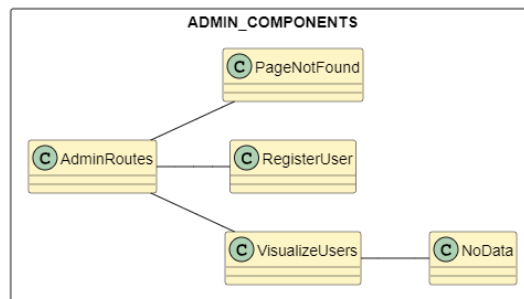 ADMIN_COMPONENTS
C PageNotFound
C AdminRoutes
C RegisterUser
C VisualizeUsers
C NoData